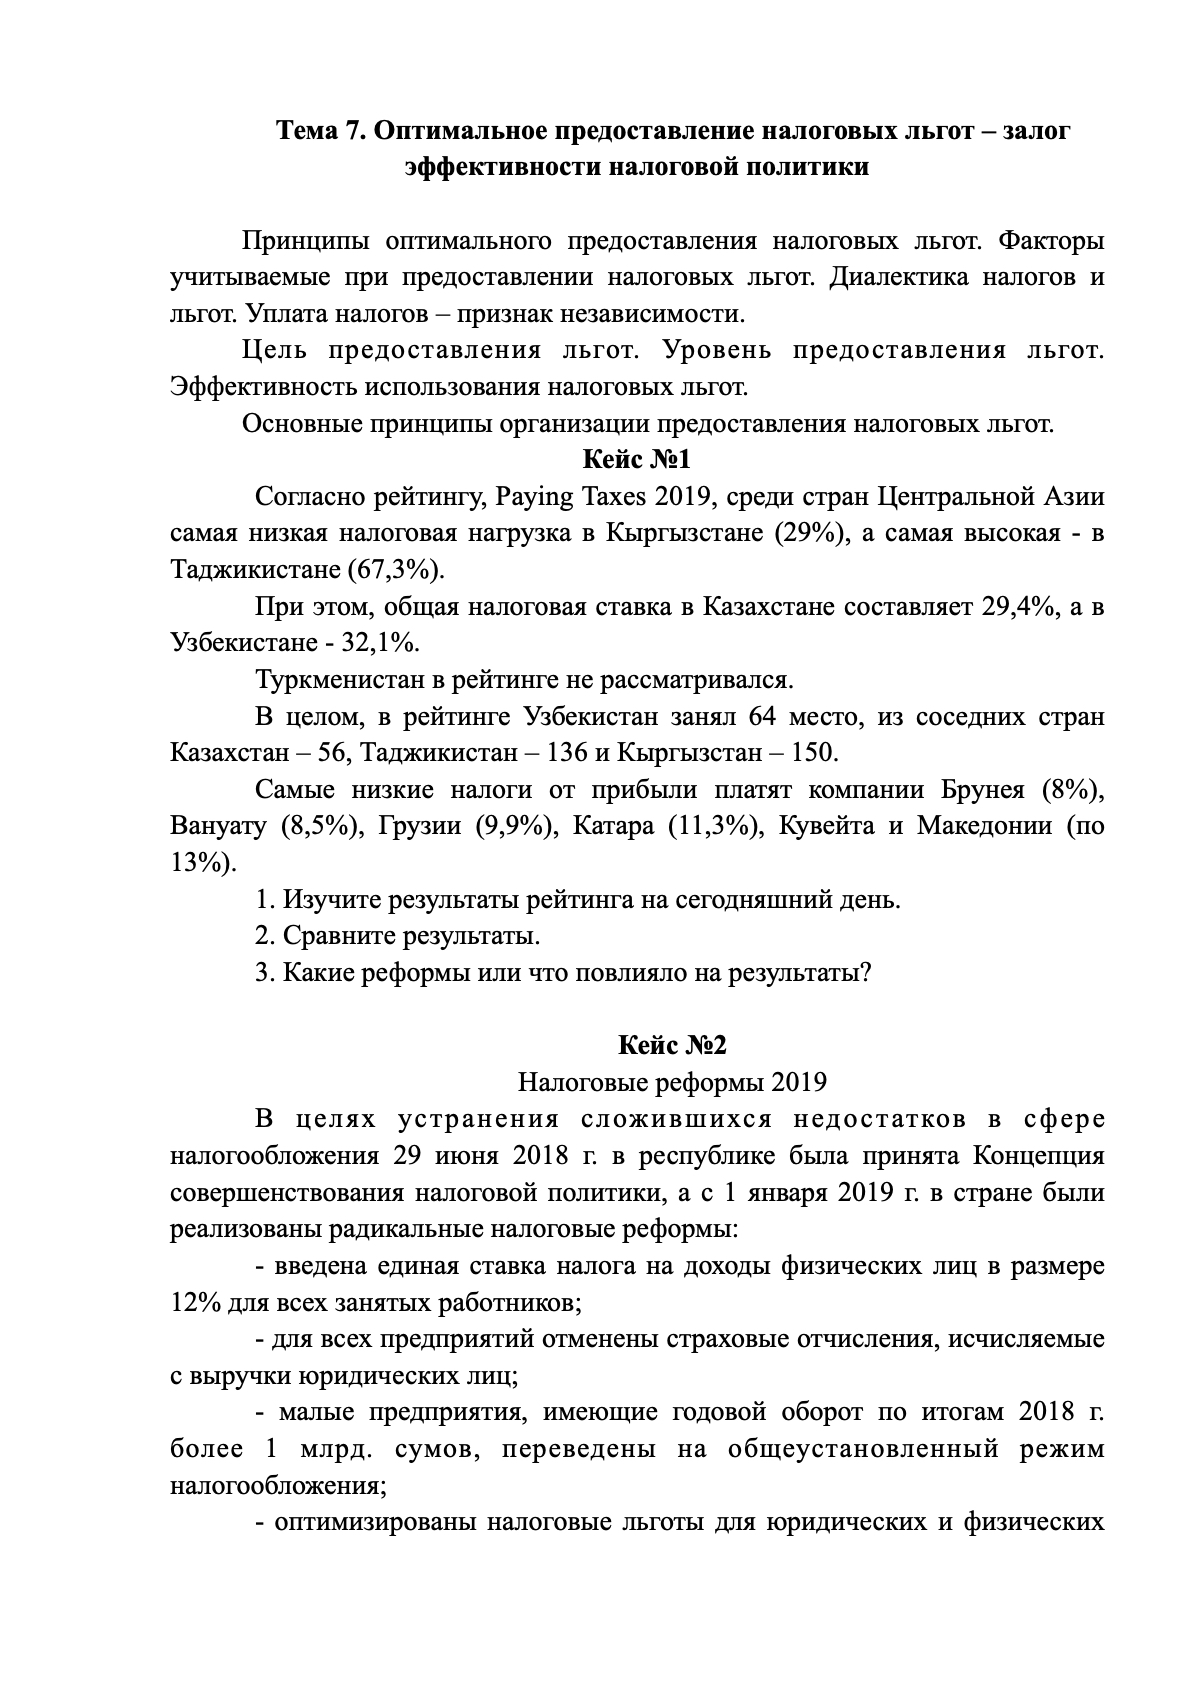 Тема 7. Оптимальное предоставление налоговых льгот – залог
эффективности налоговой политики
Принципы оптимального предоставления налоговых льгот. Факторы
учитываемые при предоставлении налоговых льгот. Диалектика налогов и
льгот. Уплата налогов – признак независимости.
Цель предоставления льгот. Уровень предоставления льгот.
Эффективность использования налоговых льгот.
Основные принципы организации предоставления налоговых льгот.
Кейс №1
Согласно рейтингу, Paying Taxes 2019, среди стран Центральной Азии
самая низкая налоговая нагрузка в Кыргызстане (29%), а самая высокая - в
Таджикистане (67,3%).
При этом, общая налоговая ставка в Казахстане составляет 29,4%, а в
Узбекистане - 32,1%.
Туркменистан в рейтинге не рассматривался.
В целом, в рейтинге Узбекистан занял 64 место, из соседних стран
Казахстан – 56, Таджикистан – 136 и Кыргызстан – 150.
Самые низкие налоги от прибыли платят компании Брунея (8%),
Вануату (8,5%), Грузии (9,9%), Катара (11,3%), Кувейта и Македонии (по
13%).
1. Изучите результаты рейтинга на сегодняшний день.
2. Сравните результаты.
3. Какие реформы или что повлияло на результаты?
Кейс №2
Налоговые реформы 2019
В целях устранения сложившихся недостатков в сфере
налогообложения 29 июня 2018 г. в республике была принята Концепция
совершенствования налоговой политики, а с 1 января 2019 г. в стране были
реализованы радикальные налоговые реформы:
- введена единая ставка налога на доходы физических лиц в размере
12% для всех занятых работников;
- для всех предприятий отменены страховые отчисления, исчисляемые
с выручки юридических лиц;
- малые предприятия, имеющие годовой оборот по итогам 2018 г.
более 1 млрд. сумов, переведены на общеустановленный режим
налогообложения;
- оптимизированы налоговые льготы для юридических и физических